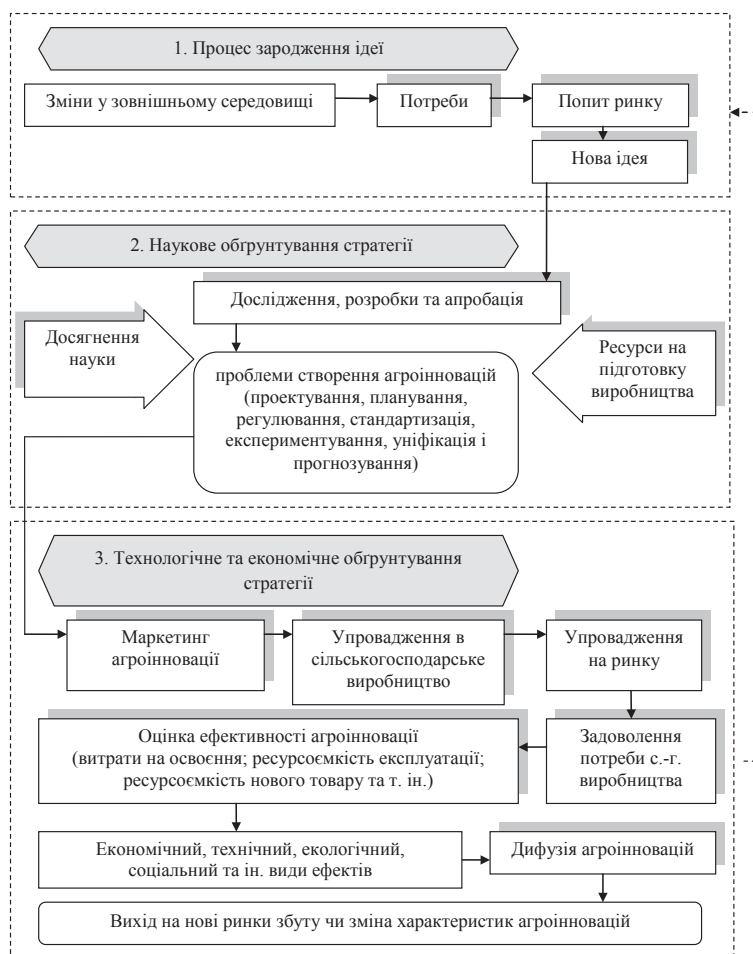 1. Процес зародження ідеї
Зміни у зовнішньому середовищі
Потреби
Попит ринку
Нова ідея
2. Наукове обґрунтування стратегії
Дослідження, розробки та апробація
Досягнення
науки
проблеми створення агроінновацій
(проектування, планування,
регулювання, стандартизація,
експериментування, уніфікація і
прогнозування)
Ресурси на
підготовку
виробництва
3. Технологічне та економічне обґрунтування
стратегії
Маркетинг
агроінновації
Упровадження в
сільськогосподарське
виробництво
Упровадження
на ринку
Оцінка ефективності агроінновації
(витрати на освоєння; ресурсоємкість експлуатації;
ресурсоємкість нового товару та т. ін.)
Задоволення
потреби с.-г.
виробництва
Економічний, технічний, екологічний,
соціальний та ін. види ефектів
Дифузія агроінновацій
Вихід на нові ринки збуту чи зміна характеристик агроінновацій